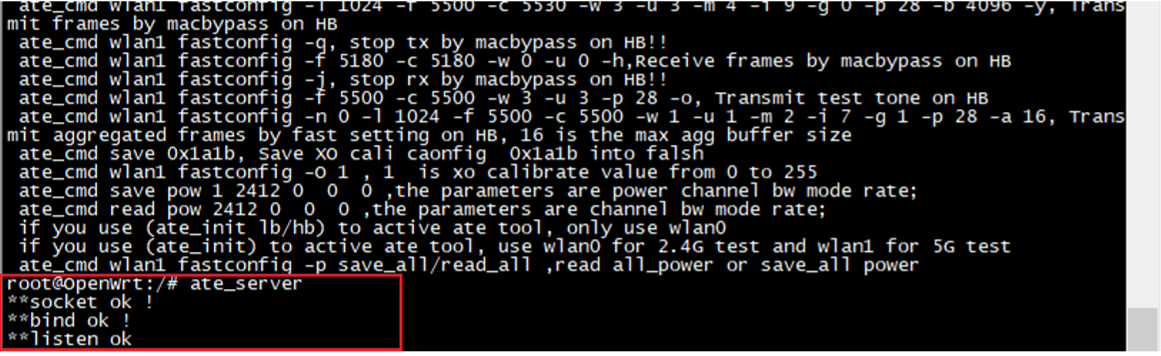 ate_cmd wlan1 fastconfig -l 1024 -f 5500 -c 5530 -w 3 -u 3 -m 4 -i 9 -g 0 -p 28 -b 4096 -y, Trans
mit frames by macbypass on HB
ate_cmd wlan1 fastconfig -q, stop tx by macbypass on HB!!
ate_cmd wlan1 fastconfig -f 5180 -c 5180 -w 0 -u 0 -h,Receive frames by macbypass on HB
ate_cmd wlan1 fastconfig -j, stop rx by macbypass on HB!!
ate_cmd wlan1 fastconfig -f 5500 -c 5500 -w 3 -u 3 -p 28 -o, Transmit test tone on HB
ate_cmd wlan1 fastconfig -n 0 -l 1024 -f 5500 -c 5500 -w 1 -u 1 -m 2 -i 7 -g 1 -p 28 -a 16, Trans
mit aggregated frames by fast setting on HB, 16 is the max agg buffer size
ate_cmd save 0x1a1b, Save XO cali caonfig  0x1a1b into falsh
ate_cmd wlan1 fastconfig -O 1 , 1  is xo calibrate value from 0 to 255
ate_cmd save pow 1 2412 0  0  0 ,the parameters are power channel bw mode rate;
ate_cmd read pow 2412 0  0  0 ,the parameters are channel bw mode rate;
if you use (ate_init lb/hb) to active ate tool, only use wlan0
if you use (ate_init) to active ate tool, use wlan0 for 2.4G test and wlan1 for 5G test
ate_cmd wlan1 fastconfig -p save_all/read_all ,read all_power or save_all power
root@OpenWrt:/# ate_server
**socket ok !
**bind ok !
**listen ok